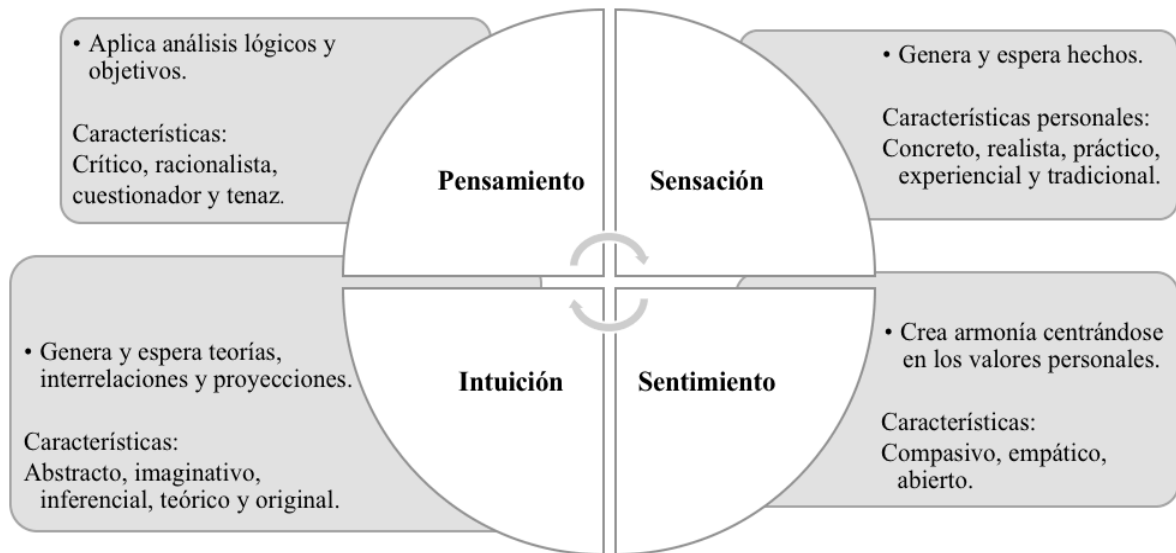 • Aplica análisis lógicos y
objetivos.
Características:
Crítico, racionalista,
cuestionador y tenaz.
Pensamiento
• Genera y espera hechos.
Características personales:
Concreto, realista, práctico,
experiencial y tradicional.
Sensación
• Genera y espera teorías,
interrelaciones y proyecciones.
Características:
Abstracto, imaginativo,
inferencial, teórico y original.
Intuición
• Crea armonía centrándose
en los valores personales.
Características:
Compasivo, empático,
abierto.
Sentimiento